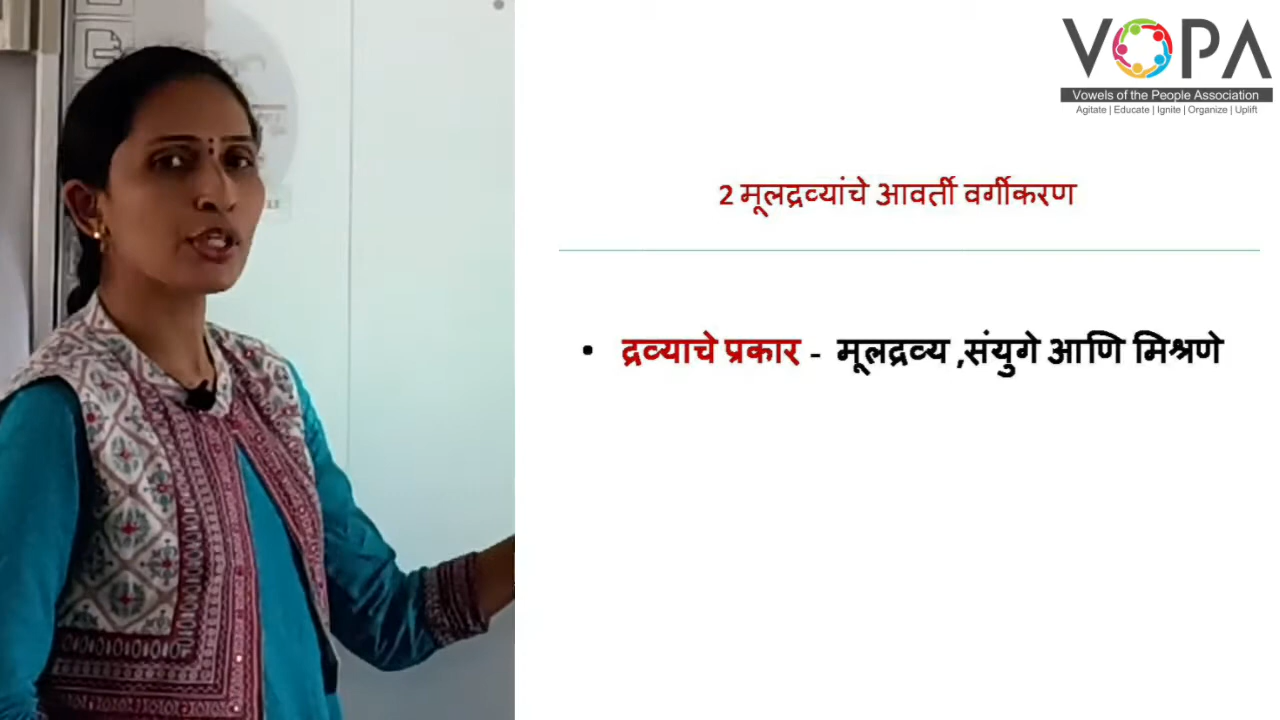 VOPA
Vowels of the People Association
Agitate | Educate | Ignite | Organize | Uplift
2 मूलद्रव्यांचे आवर्ती वर्गीकरण
• द्रव्याचे प्रकार - मूलद्रव्य ,संयुगे आणि मिश्रणे